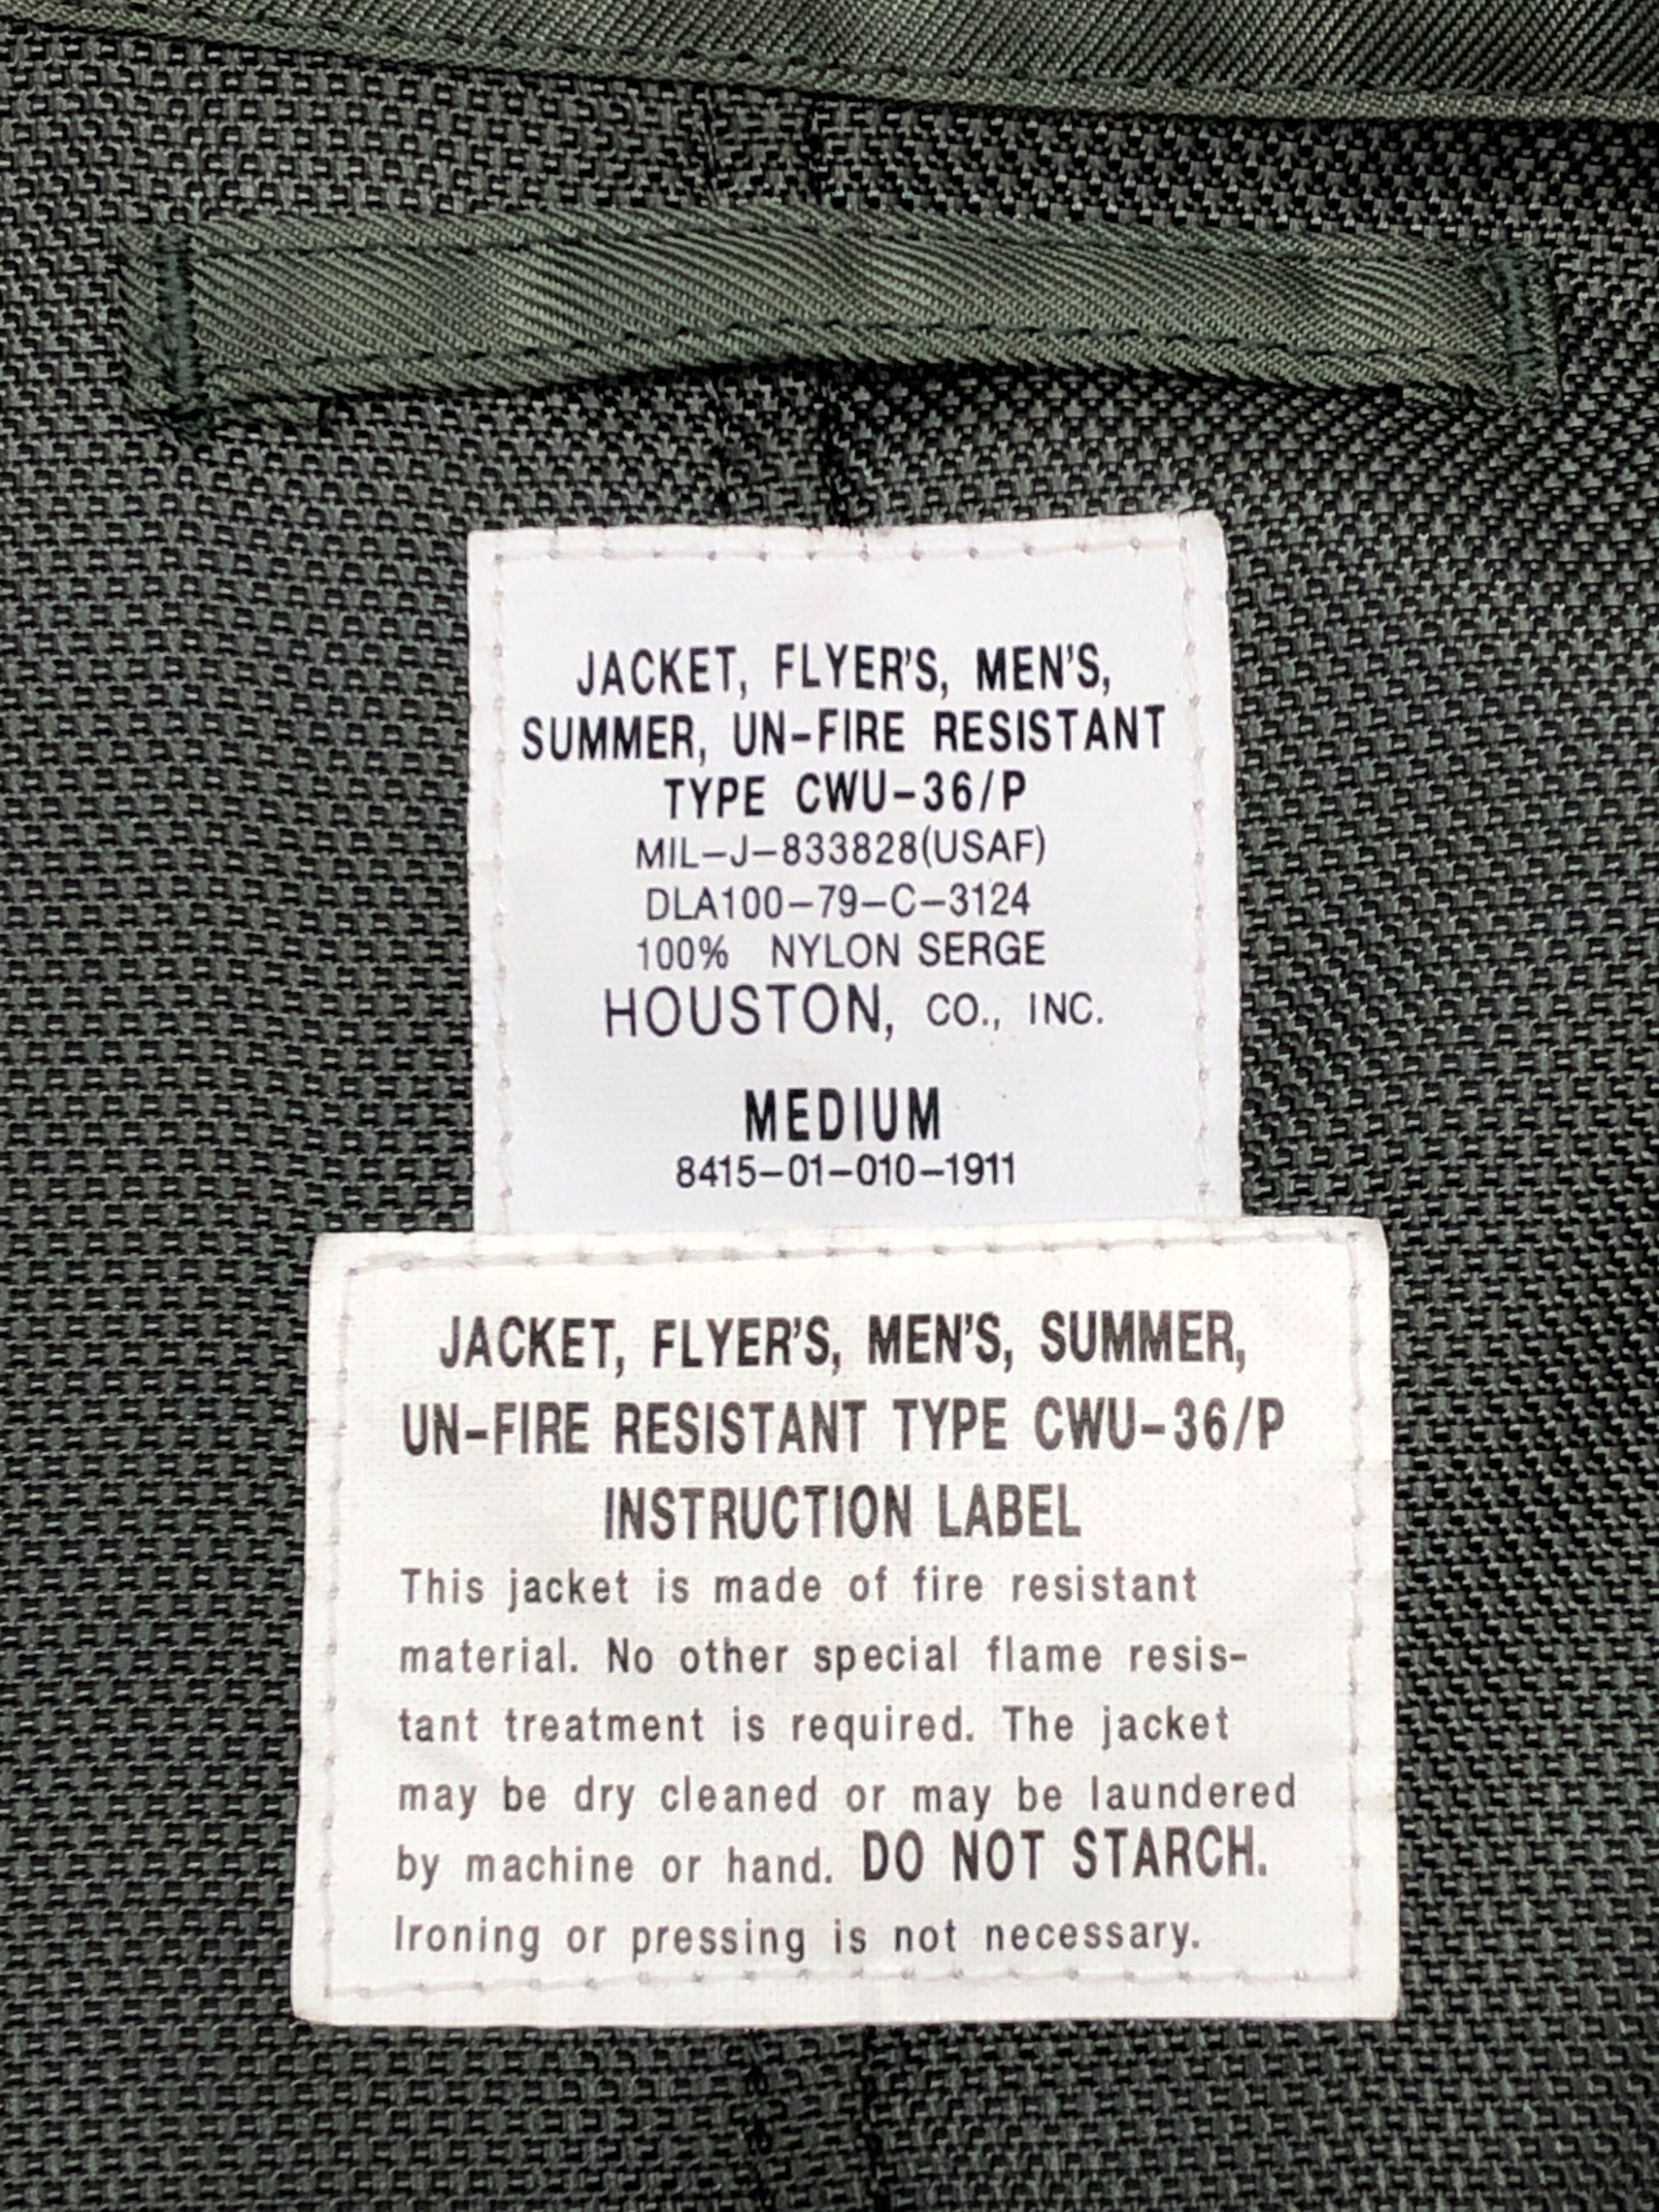 JACKET, FLYER'S, MEN'S,
SUMMER, UN-FIRE RESISTANT
TYPE CWU-36/P
MIL-J-833828(USAF)
DLA100-79-C-3124
100% NYLON SERGE
HOUSTON, CO., INC.
MEDIUM
8415-01-010-1911
JACKET, FLYER'S, MEN'S, SUMMER,
UN-FIRE RESISTANT TYPE CWU-36/P
INSTRUCTION LABEL
This jacket is made of fire resistant
material. No other special flame resis-
tant treatment is required. The jacket
may be dry cleaned or may be laundered
by machine or hand. DO NOT STARCH.
Ironing or pressing is not necessary.